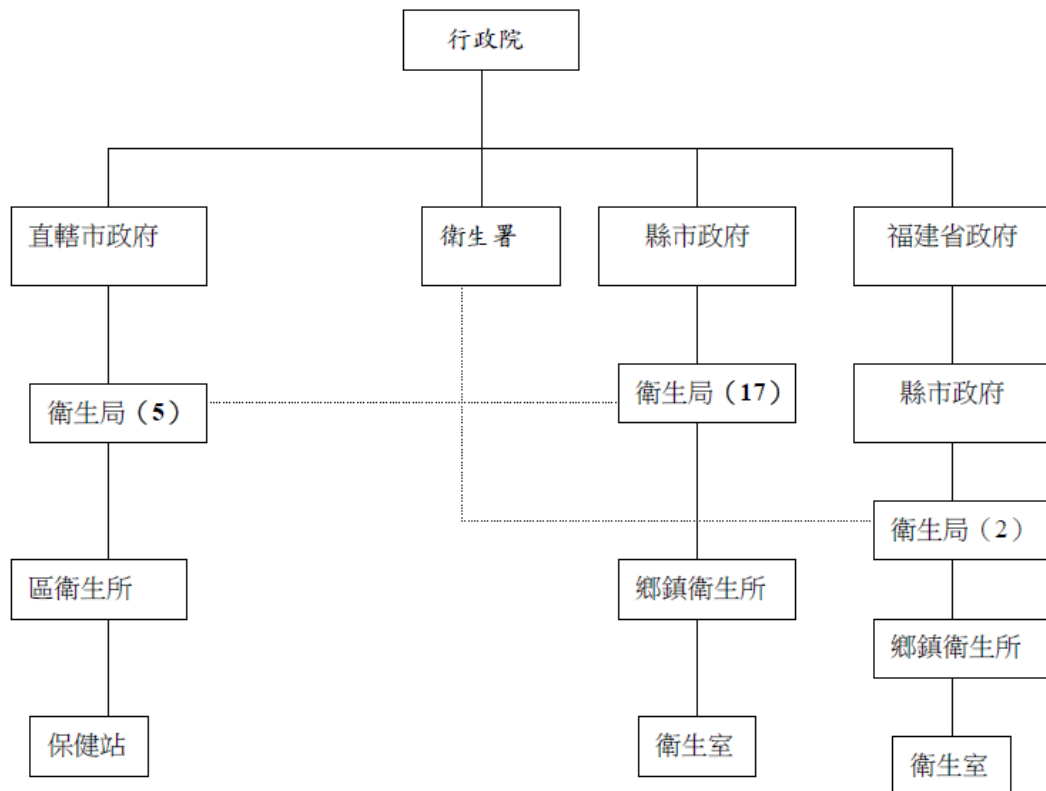 行政院
直轄市政府
衛生署
縣市政府
福建省政府
衛生局（5）
衛生局（17）
縣市政府
衛生局（2）
區衛生所
鄉鎮衛生所
鄉鎮衛生所
保健站
衛生室
衛生室